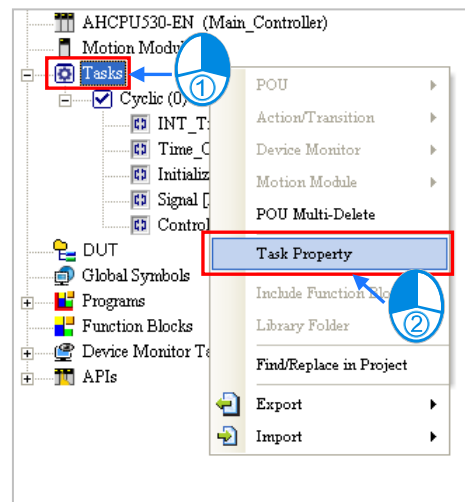 AHCPU530-EN (Main_Controller)
Motion Modul
Tasks
①
Cyclic (0)
INT_T
Time_C
Initializ
Signal [
Control
DUT
Global Symbols
Programs
Function Blocks
Device Monitor Ta
APIs
POU
Action/Transition
Device Monitor
Motion Module
POU Multi-Delete
Task Property
Include Function Blo
②
Library Folder
Find/Replace in Project
Export
Import